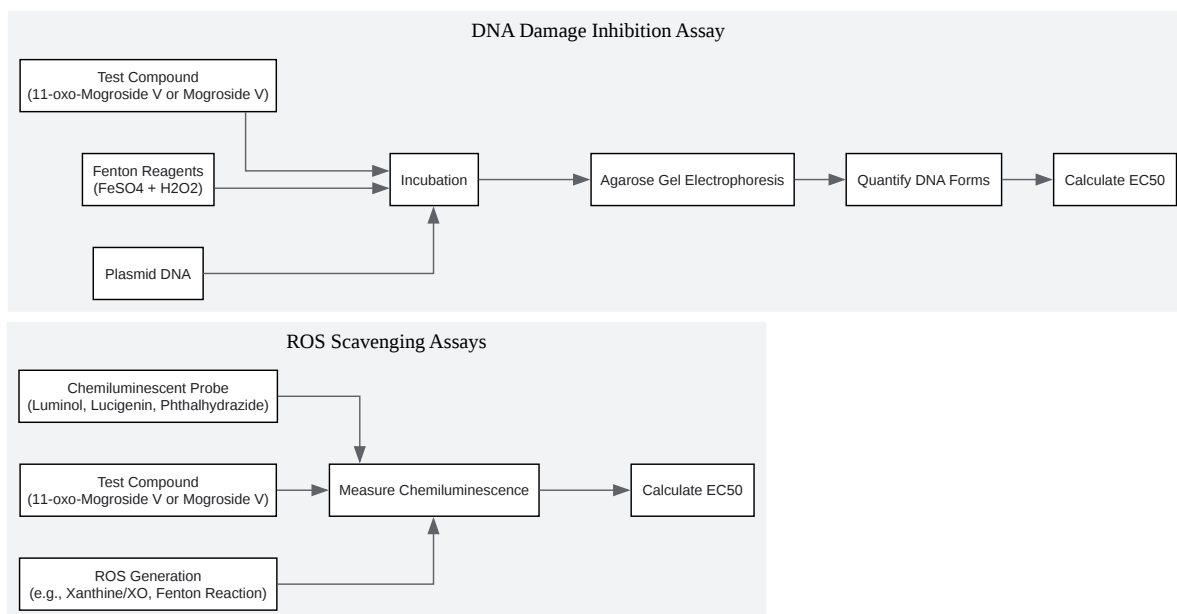 DNA Damage Inhibition Assay
Test Compound
(11-oxo-Mogroside V or Mogroside V)
Fenton Reagents
(FeSO4 + H2O2)
Incubation
Agarose Gel Electrophoresis
Quantify DNA Forms
Calculate EC50
Plasmid DNA
ROS Scavenging Assays
Chemiluminescent Probe
(Luminol, Lucigenin, Phthalhydrazide)
Test Compound
(11-oxo-Mogroside V or Mogroside V)
Measure Chemiluminescence
Calculate EC50
ROS Generation
(e.g., Xanthine/XO, Fenton Reaction)